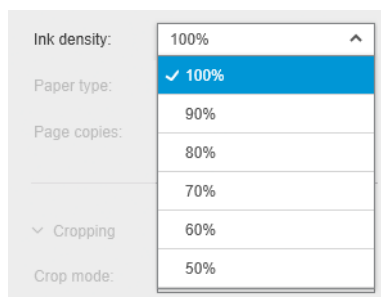 Ink density: 100%
100%
Paper type:
90%
Page copies:
80%
70%
Cropping
60%
Crop mode:
50%